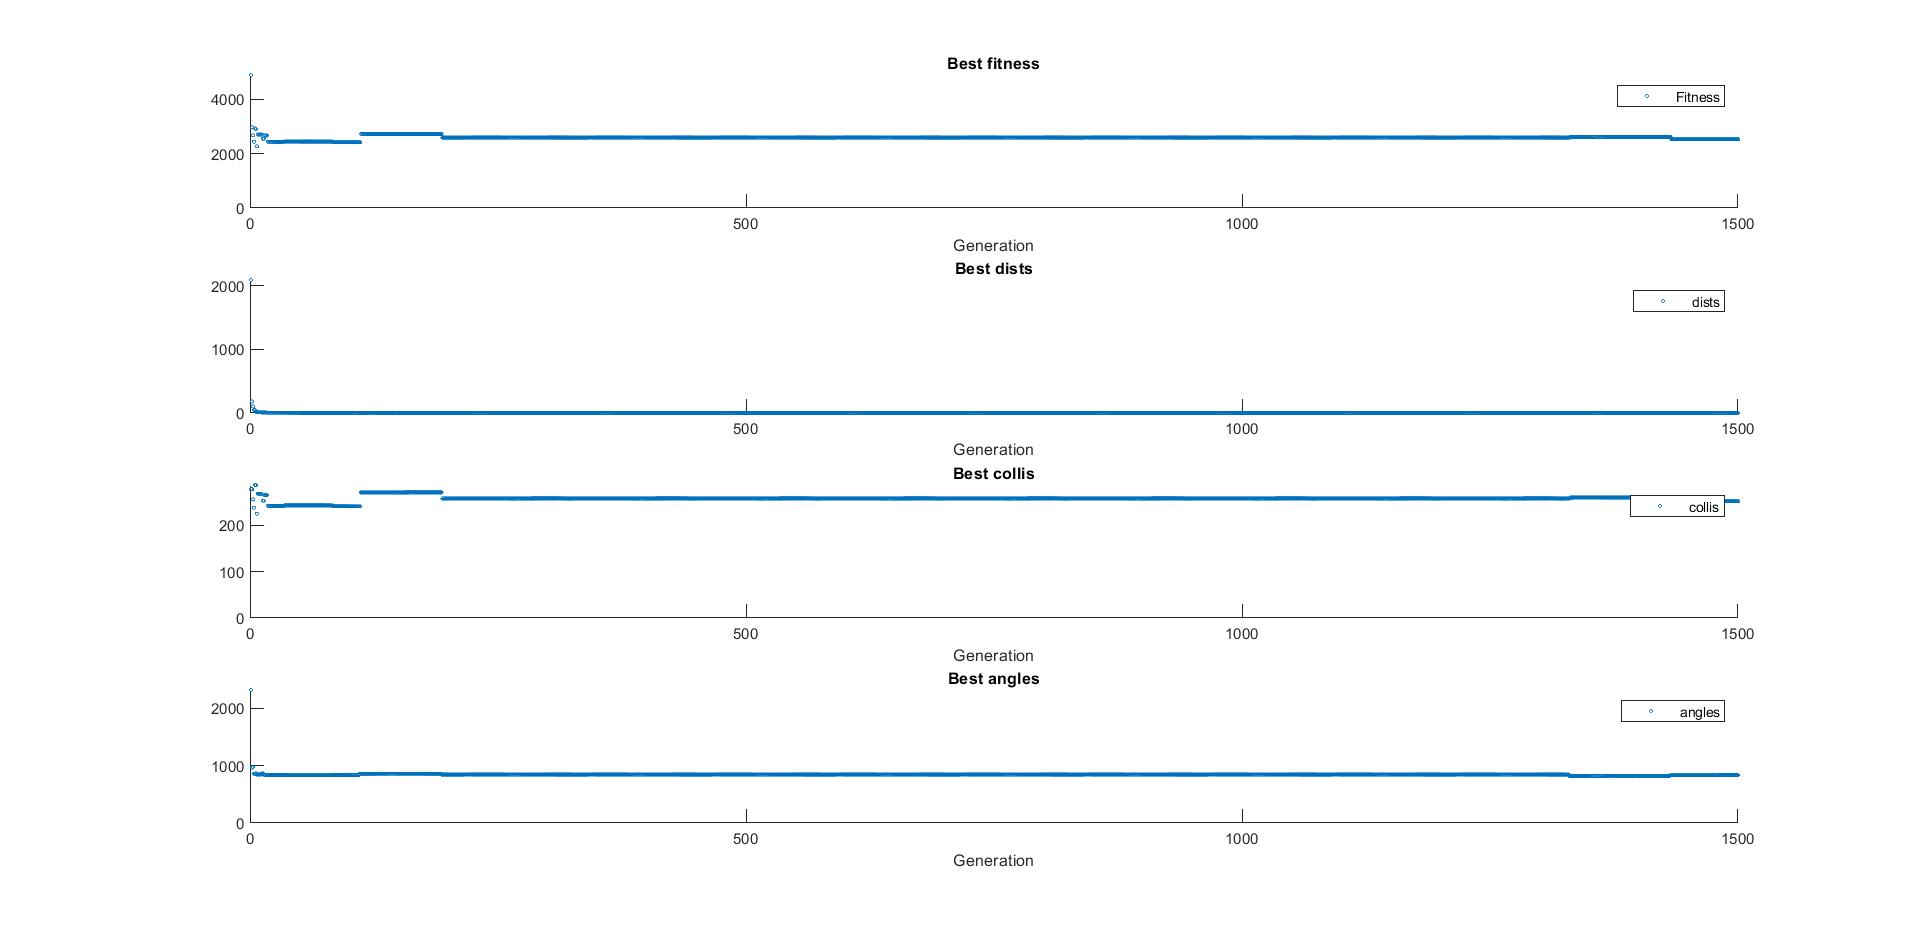 Best fitness
Fitness
4000
2000
0
0 500 1000 1500
Generation
Best dists
dists
2000
1000
0
0 500 1000 1500
Generation
Best collis
collis
200
100
0
0 500 1000 1500
Generation
Best angles
angles
2000
1000
0
0 500 1000 1500
Generation